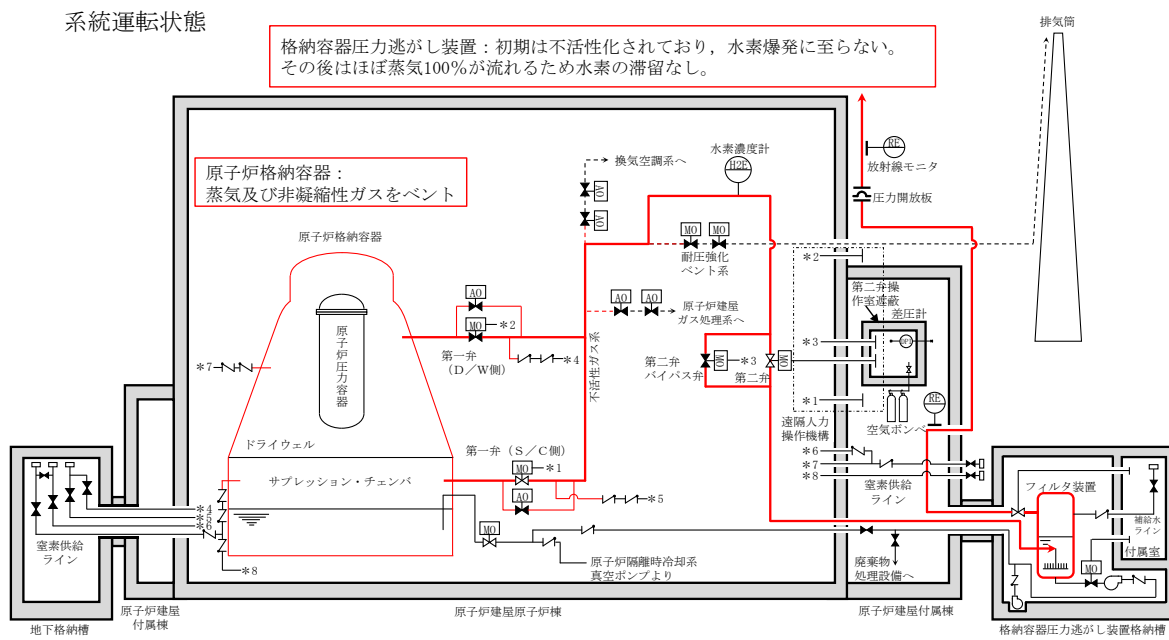 系統運転状態
格納容器圧力逃がし装置：初期は不活性化されており，水素爆発に至らない。
その後はほぼ蒸気100％が流れるため水素の滞留なし。
排気筒
原子炉格納容器：
蒸気及び非凝縮性ガスをベント
換気空調系へ
水素濃度計
H2E
RE
放射線モニタ
圧力開放板
AO
AO
原子炉格納容器
MO
MO
耐圧強化
ベント系
＊2
第二弁操
作室遮蔽
差圧計
DPI
AO
MO
＊2
AO
AO
原子炉建屋
ガス処理系へ
原子炉圧力容器
第一弁
（D／W側）
＊4
不活性ガス系
＊7
MO
＊3
第二弁
バイパス弁
第二弁
MO
＊3
＊1
RE
空気ボンベ
遠隔人力
操作機構
ドライウェル
第一弁（S／C側）
MO
＊1
AO
＊5
サプレッション・チェンバ
＊6
＊7
＊8
窒素供給
ライン
フィルタ装置
補給水
ライン
付属室
＊4
＊5
＊6
窒素供給
ライン
＊8
MO
原子炉隔離時冷却系
真空ポンプより
廃棄物
処理設備へ
MO
地下格納槽
原子炉建屋
付属棟
原子炉建屋原子炉棟
原子炉建屋付属棟
格納容器圧力逃がし装置格納槽